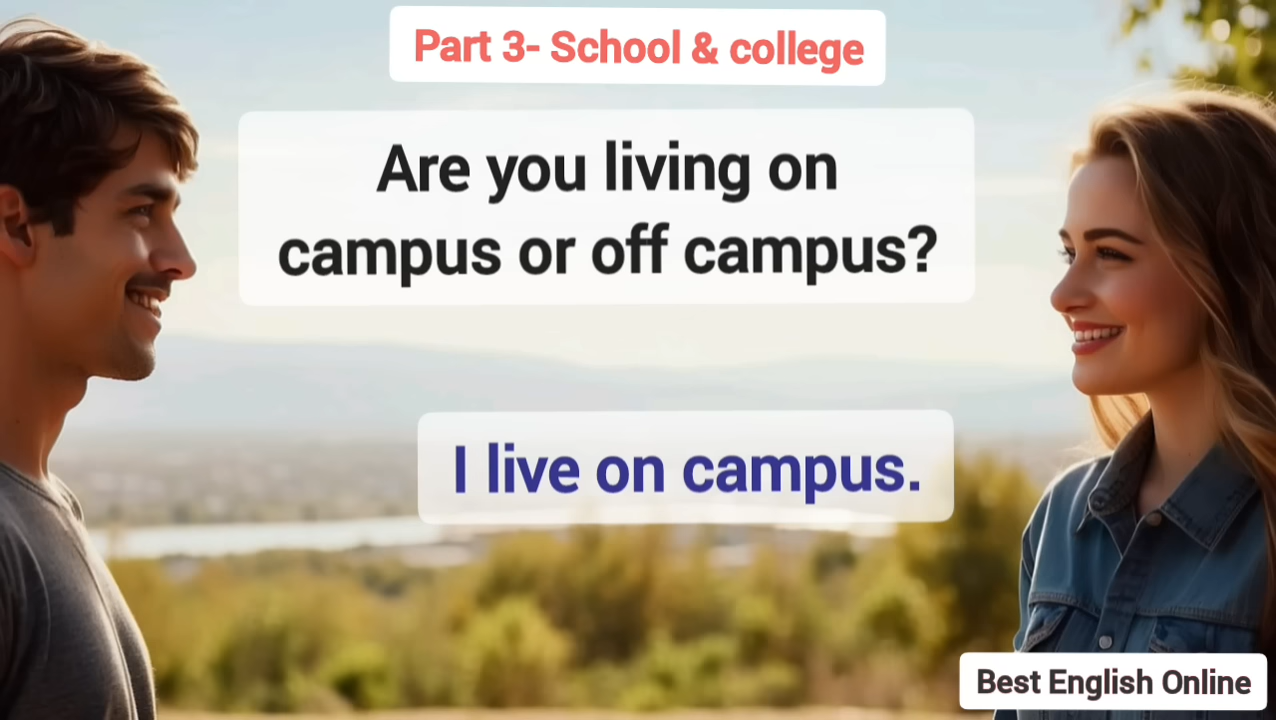 Part 3- School & college
Are you living on
campus or off campus?
I live on campus.
Best English Online